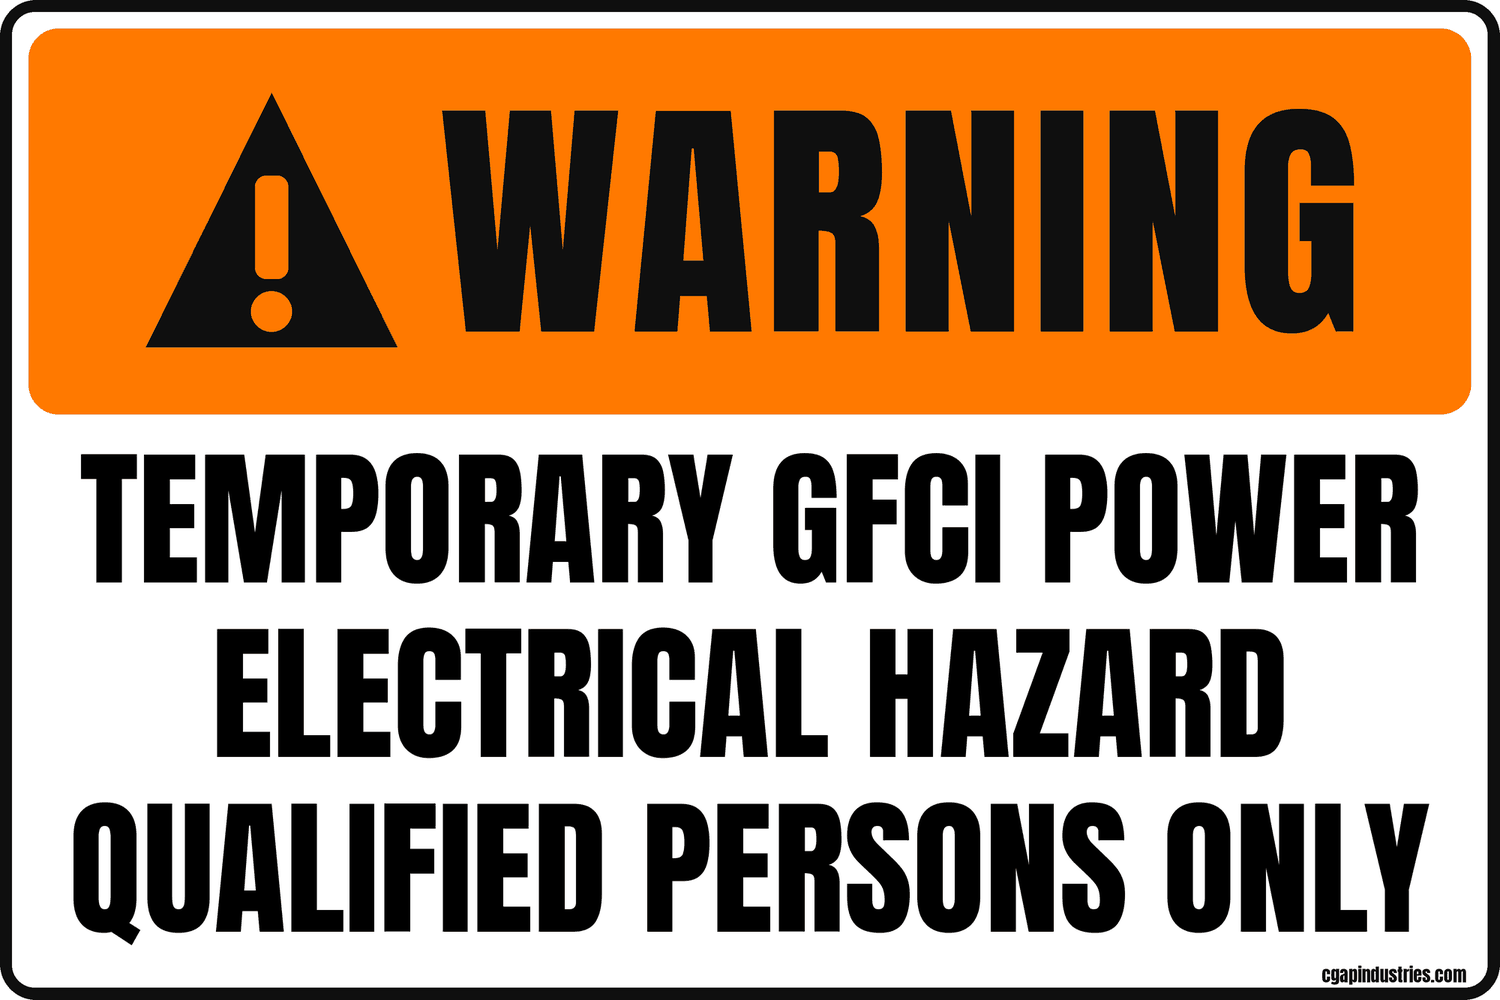 WARNING
TEMPORARY GFCI POWER
ELECTRICAL HAZARD
QUALIFIED PERSONS ONLY
cgapindustries.com